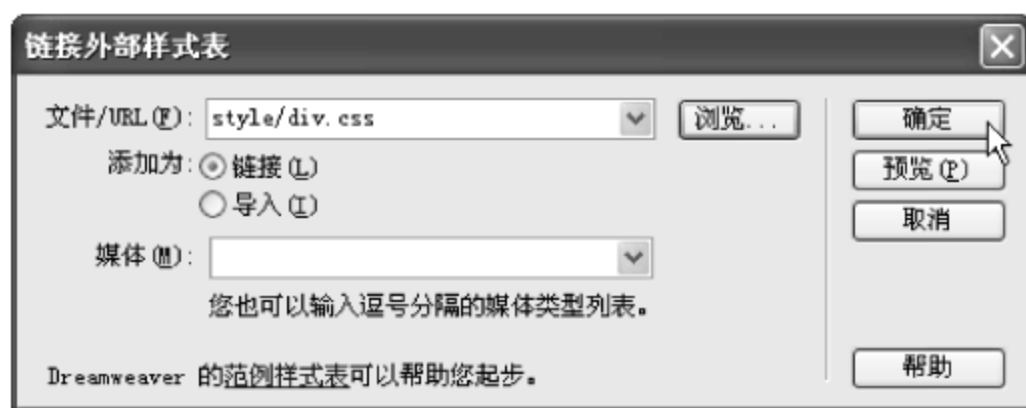 链接外部样式表
文件/URL(F): style/div.css 浏览... 确定
添加为: 链接(L) 预览(P)
导入(I) 取消
媒体(M):
您也可以输入逗号分隔的媒体类型列表。
Dreamweaver 的范例样式表可以帮助您起步。 帮助